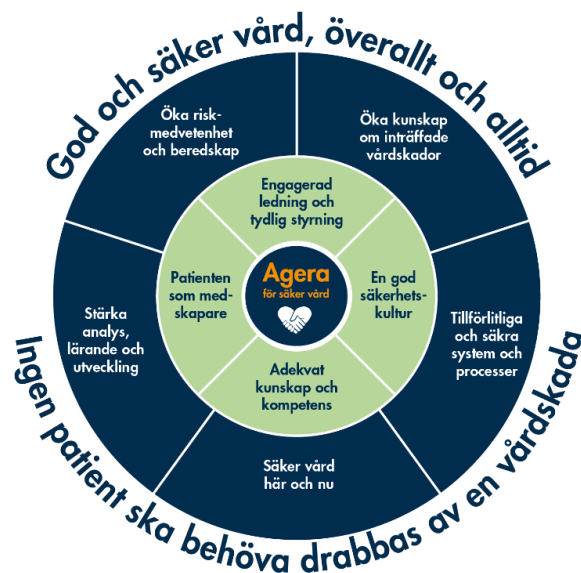 God och säker vård, överallt och alltid
Öka risk-
medvetenhet
och beredskap
Öka kunskap
om inträffade
vårdskador
Engagerad
ledning och
tydlig styrning
Patienten
som med-
skapare
Agera
för säker vård
En god
säkerhets-
kultur
Stärka
analys,
lärande och
utveckling
Tillförlitliga
och säkra
system och
processer
Adekvat
kunskap och
kompetens
Säker vård
här och nu
Ingen patient ska behöva drabbas av en vårdskada